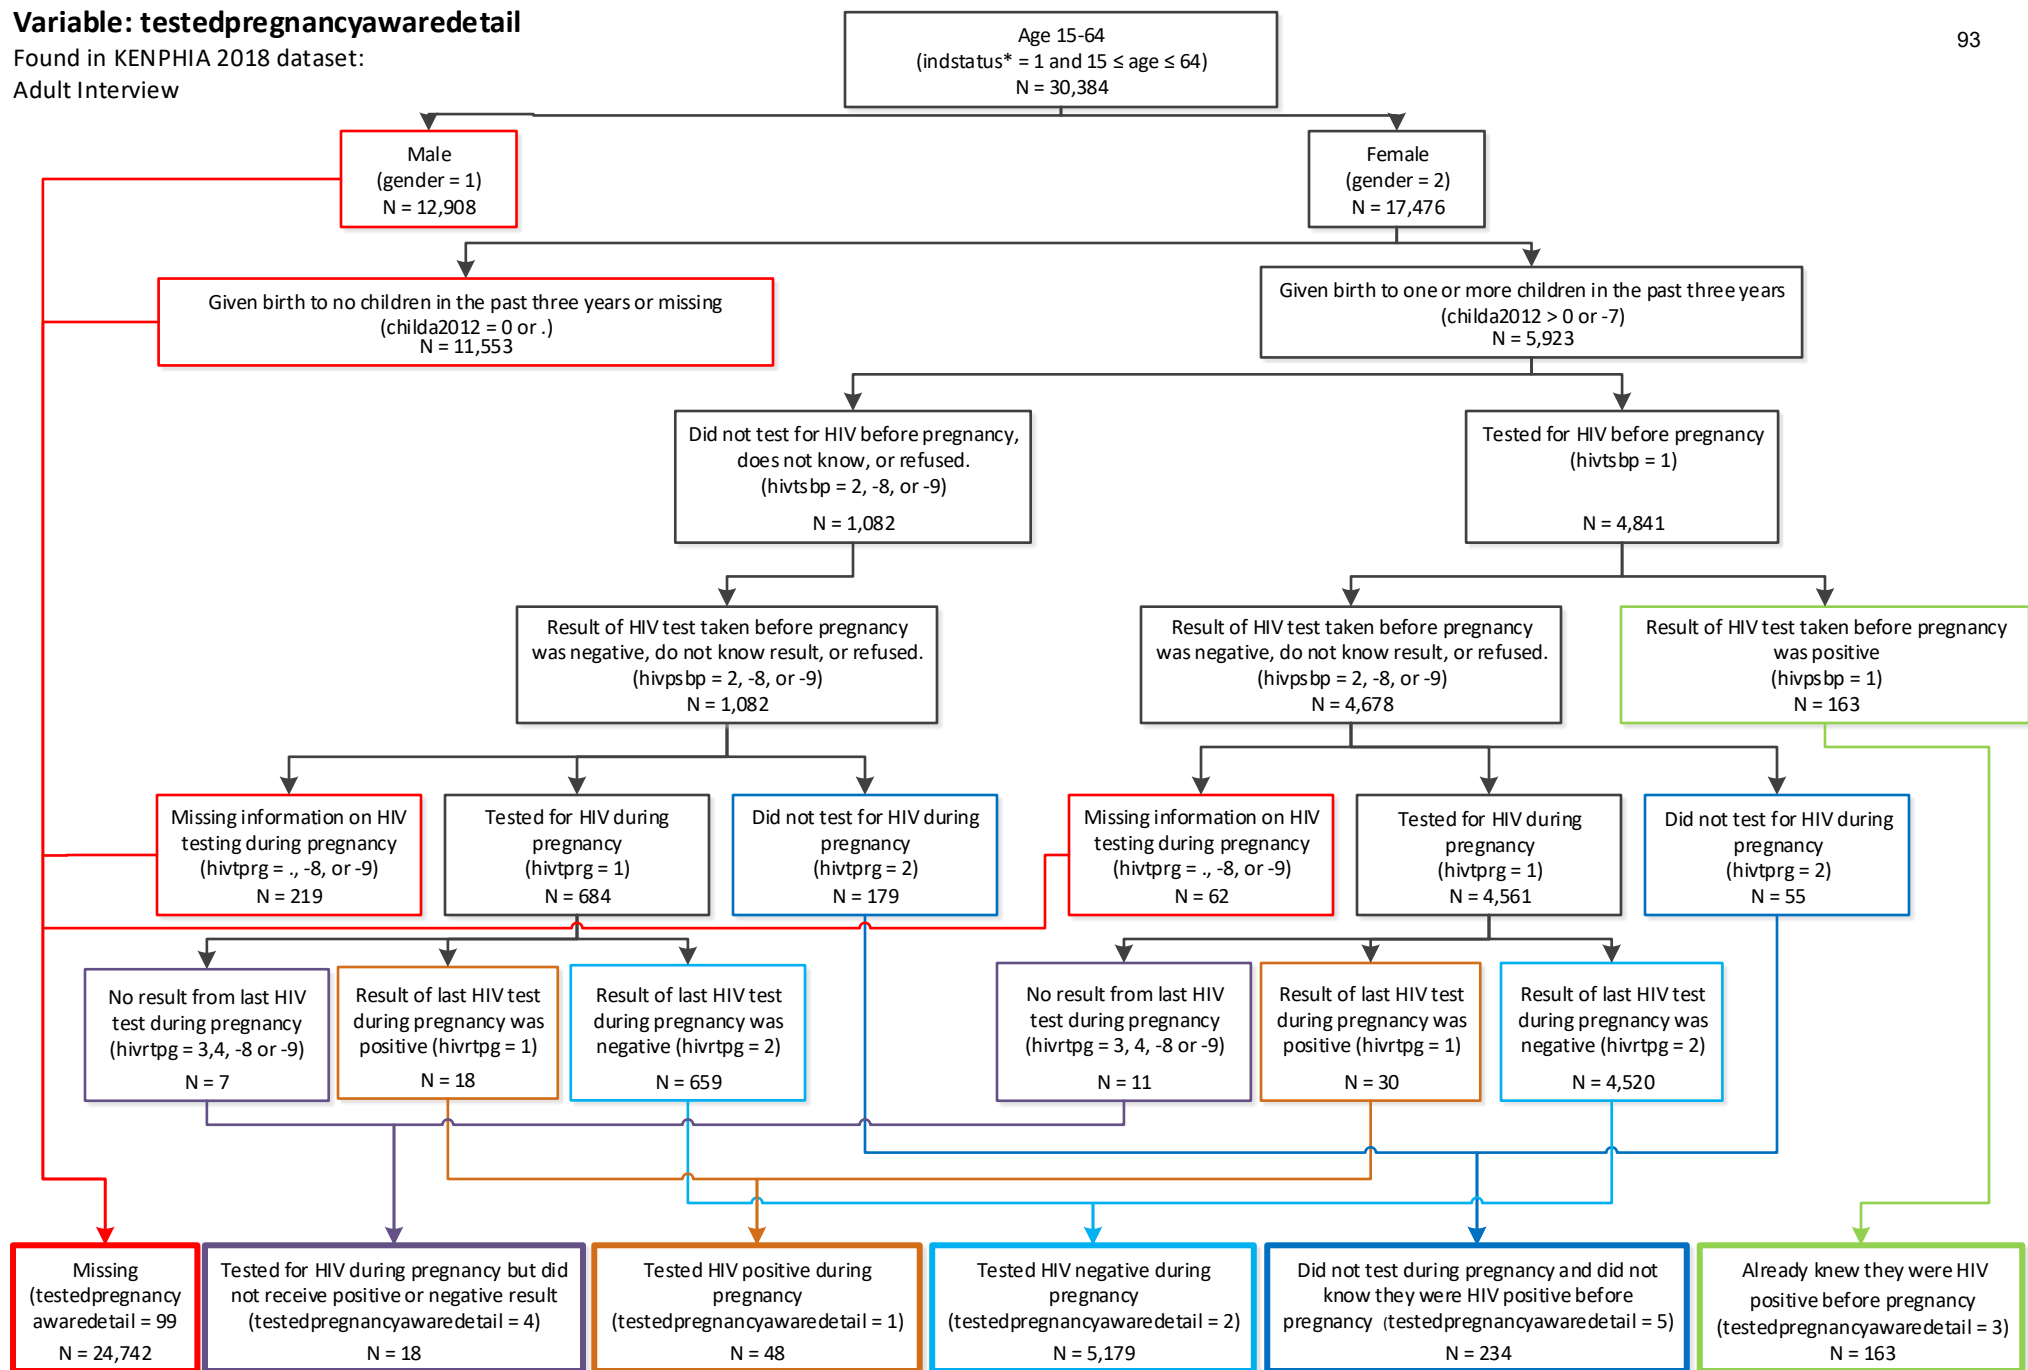 Variable: testedpregnancyawaredetail
Found in KENPHIA 2018 dataset:
Adult Interview
93
Age 15-64
(indstatus* = 1 and 15 ≤ age ≤ 64)
N = 30,384
Male
(gender = 1)
N = 12,908
Female
(gender = 2)
N = 17,476
Given birth to no children in the past three years or missing
(childa2012 = 0 or .)
N = 11,553
Given birth to one or more children in the past three years
(childa2012 > 0 or -7)
N = 5,923
Did not test for HIV before pregnancy,
does not know, or refused.
(hivtsbp = 2, -8, or -9)
N = 1,082
Tested for HIV before pregnancy
(hivtsbp = 1)
N = 4,841
Result of HIV test taken before pregnancy
was negative, do not know result, or refused.
(hivpsbp = 2, -8, or -9)
N = 1,082
Result of HIV test taken before pregnancy
was negative, do not know result, or refused.
(hivpsbp = 2, -8, or -9)
N = 4,678
Result of HIV test taken before pregnancy
was positive
(hivpsbp = 1)
N = 163
Missing information on HIV
testing during pregnancy
(hivtprg = ., -8, or -9)
N = 219
Tested for HIV during
pregnancy
(hivtprg = 1)
N = 684
Did not test for HIV during
pregnancy
(hivtprg = 2)
N = 179
Missing information on HIV
testing during pregnancy
(hivtprg = ., -8, or -9)
N = 62
Tested for HIV during
pregnancy
(hivtprg = 1)
N = 4,561
Did not test for HIV during
pregnancy
(hivtprg = 2)
N = 55
No result from last HIV
test during pregnancy
(hivrtpg = 3,4, -8 or -9)
N = 7
Result of last HIV test
during pregnancy was
positive (hivrtpg = 1)
N = 18
Result of last HIV test
during pregnancy was
negative (hivrtpg = 2)
N = 659
No result from last HIV
test during pregnancy
(hivrtpg = 3, 4, -8 or -9)
N = 11
Result of last HIV test
during pregnancy was
positive (hivrtpg = 1)
N = 30
Result of last HIV test
during pregnancy was
negative (hivrtpg = 2)
N = 4,520
Missing
(testedpregnancy
awaredetail = 99
N = 24,742
Tested for HIV during pregnancy but did
not receive positive or negative result
(testedpregnancyawaredetail = 4)
N = 18
Tested HIV positive during
pregnancy
(testedpregnancyawaredetail = 1)
N = 48
Tested HIV negative during
pregnancy
(testedpregnancyawaredetail = 2)
N = 5,179
Did not test during pregnancy and did not
know they were HIV positive before
pregnancy (testedpregnancyawaredetail = 5)
N = 234
Already knew they were HIV
positive before pregnancy
(testedpregnancyawaredetail = 3)
N = 163